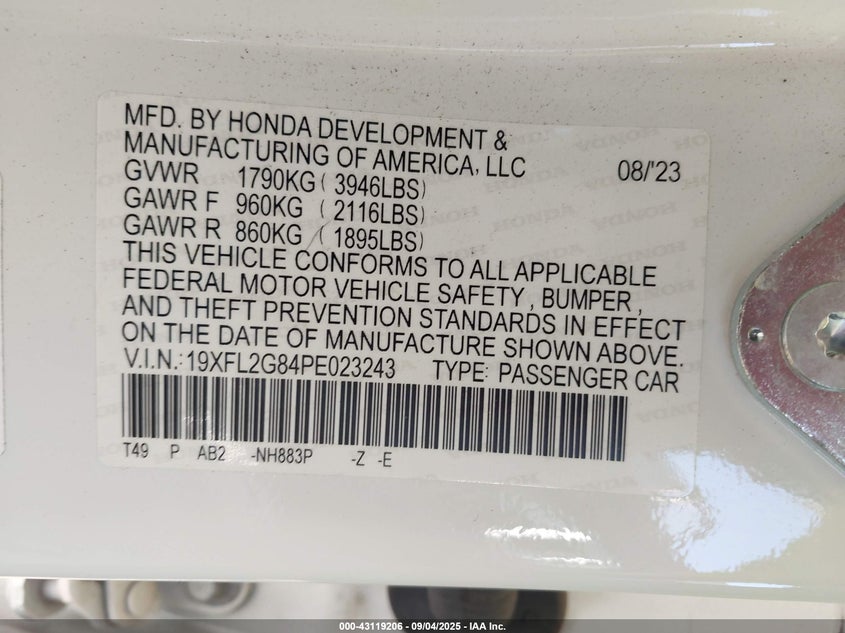 MFD. BY HONDA DEVELOPMENT &
MANUFACTURING OF AMERICA, LLC 08/'23
GVWR 1790KG ( 3946LBS)
GAWR F 960KG ( 2116LBS)
GAWR R 860KG ( 1895LBS)
THIS VEHICLE CONFORMS TO ALL APPLICABLE
FEDERAL MOTOR VEHICLE SAFETY, BUMPER,
AND THEFT PREVENTION STANDARDS IN EFFECT
ON THE DATE OF MANUFACTURE SHOWN ABOVE.
V.I.N.: 19XFL2G84PE023243 TYPE: PASSENGER CAR
T49 P AB2 -NH883P -Z -E
000-43119206 - 09/04/2025 - IAA Inc.